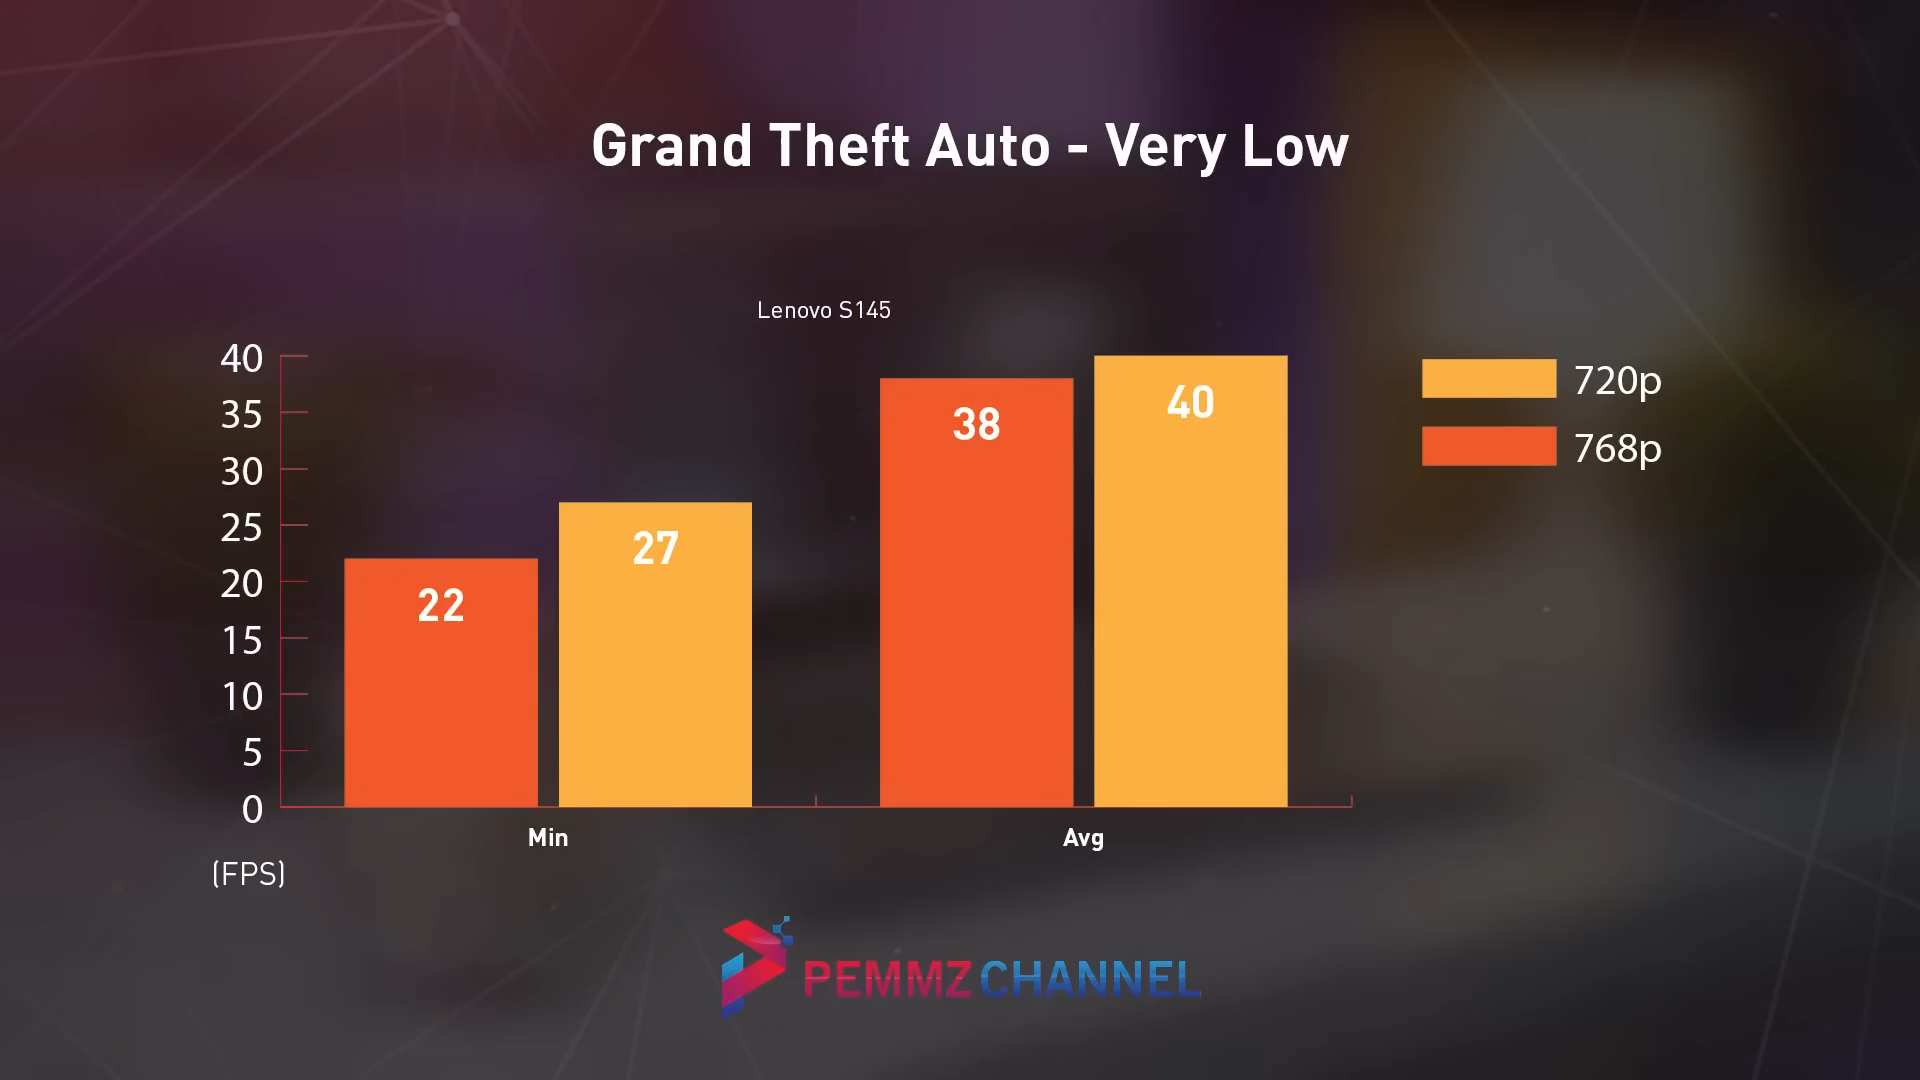 Grand Theft Auto - Very Low
Lenovo S145
40
35
30
25
20
15
10
5
0
(FPS)
22
27
38
40
Min
Avg
720p
768p
PEMMZ CHANNEL